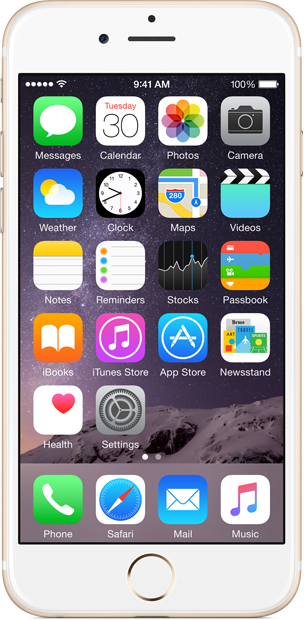 9:41 AM 100%
Tuesday
30
Messages Calendar Photos Camera
280
Weather Clock Maps Videos
Notes Reminders Stocks Passbook
iBooks iTunes Store App Store Newsstand
Health Settings
Phone Safari Mail Music